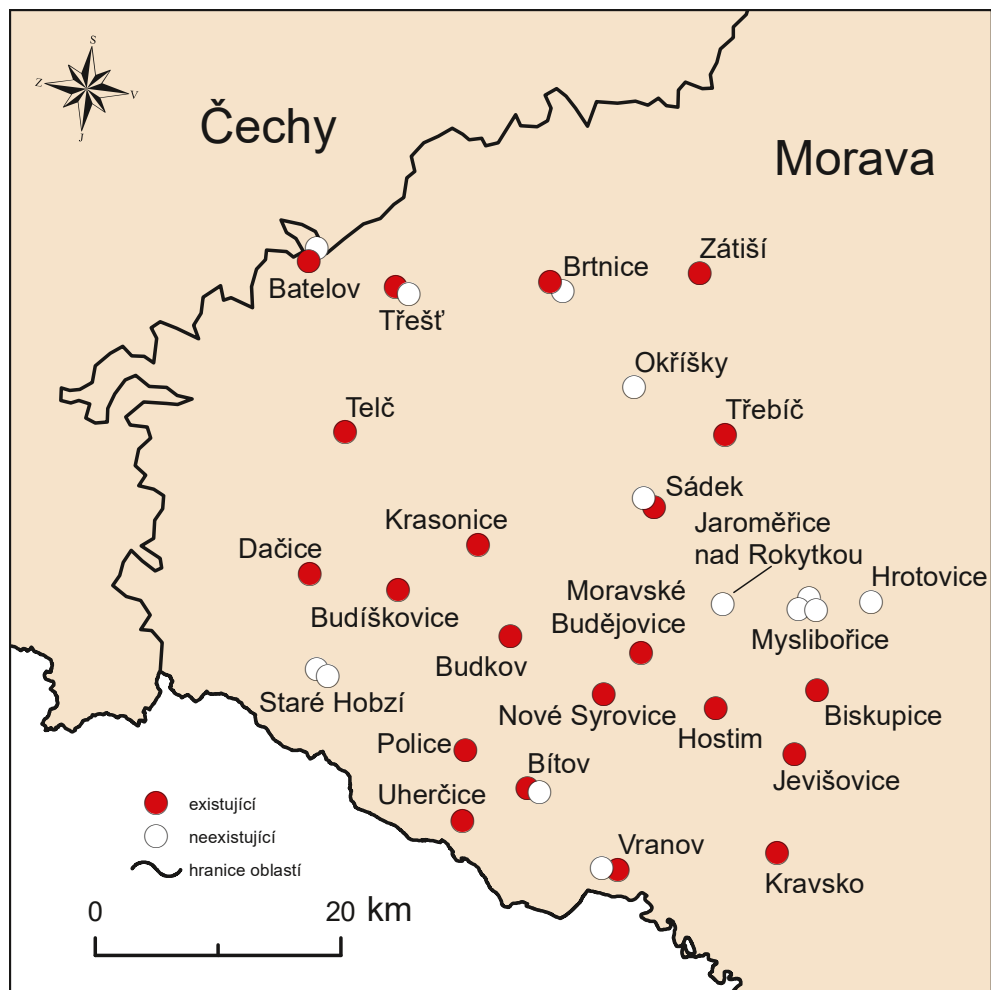 S
Z
V
J
Čechy
Morava
Zátiší
Brtnice
Batelov
Třešť
Okříšky
Telč
Třebíč
Sádek
Krasonice
Jaroměřice
nad Rokytkou
Dačice
Hrotovice
Moravské
Budějovice
Budíškovice
Myslibořice
Budkov
Staré Hobzí
Nové Syrovice
Biskupice
Hostim
Police
Bítov
Jevišovice
Uherčice
existující
neexistující
Vranov
hranice oblastí
Kravsko
0
20 km